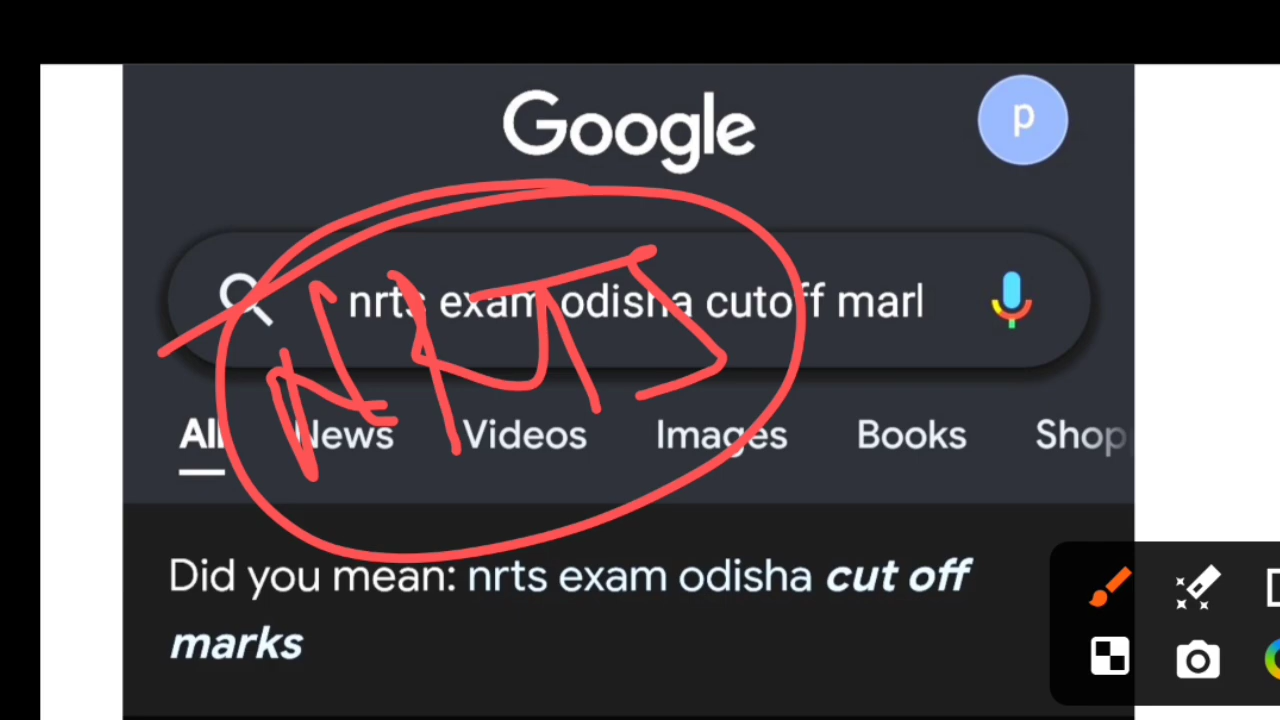 Google
p
nrts exam odisha cutoff marl
NRTS
All News Videos Images Books Shop
Did you mean: nrts exam odisha cut off
marks